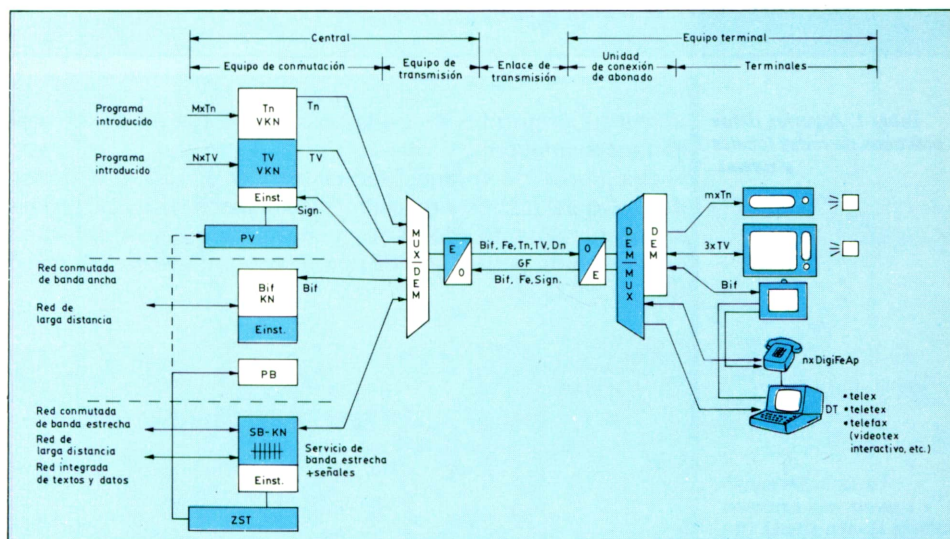 Central
Equipo terminal
Equipo de conmutación
Equipo de
transmisión
Enlace de
transmisión
Unidad
de conexión
de abonado
Terminales
Programa
introducido
MxTn
Tn
VKN
Tn
Programa
introducido
NxTV
TV
VKN
TV
Einst.
Sign.
PV
Red conmutada
de banda ancha
Red de
larga distancia
Bif
KN
Bif
Einst.
PB
Red conmutada
de banda estrecha
Red de
larga distancia
Red integrada
de textos y datos
SB-KN
Einst.
Servicio de
banda estrecha
+señales
ZST
MUX/DEM
E
O
Bif, Fe, Tn, TV, Dn
GF
Bif, Fe, Sign.
O
E
DEM/MUX
DEM
mxTn
3xTV
Bif
nxDigiFeAp
DT
• telex
• teletex
• telefax
(videotex
interactivo, etc.)